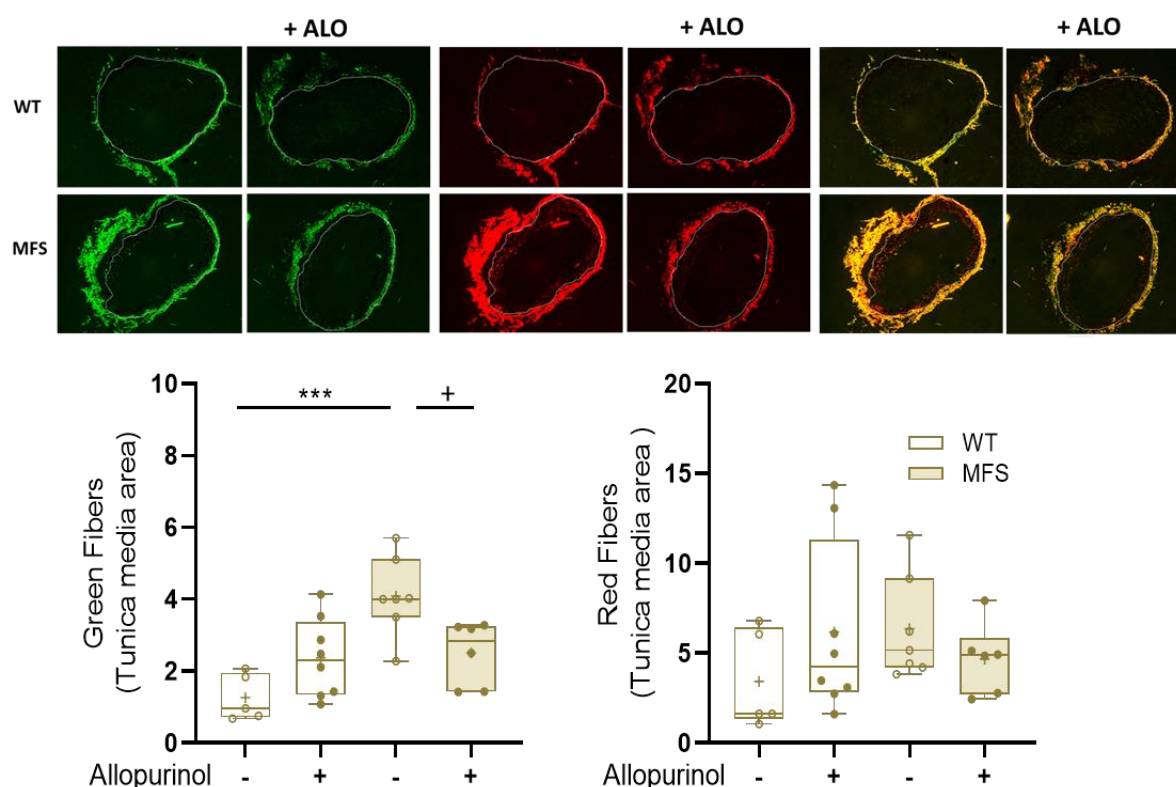 + ALO + ALO + ALO
WT
MFS
10
8
6
4
2
0
Green Fibers
(Tunica media area)
*** +
Allopurinol - + - +
20
15
10
5
0
Red Fibers
(Tunica media area )
WT
MFS
Allopurinol - + - +